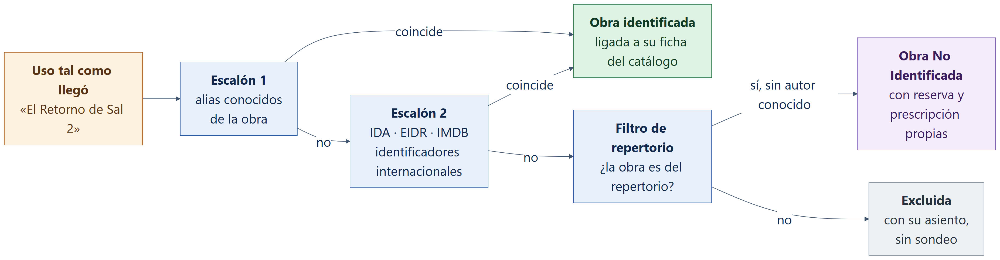 Uso tal como
llegó
«El Retorno de Sal
2»
Escalón 1
alias conocidos
de la obra
coincide
no
Escalón 2
IDA · EIDR · IMDB
identificadores
internacionales
coincide
no
Obra identificada
ligada a su ficha
del catálogo
Filtro de
repertorio
¿la obra es del
repertorio?
sí, sin autor
conocido
no
Obra No
Identificada
con reserva y
prescripción
propias
Excluida
con su asiento,
sin sondeo